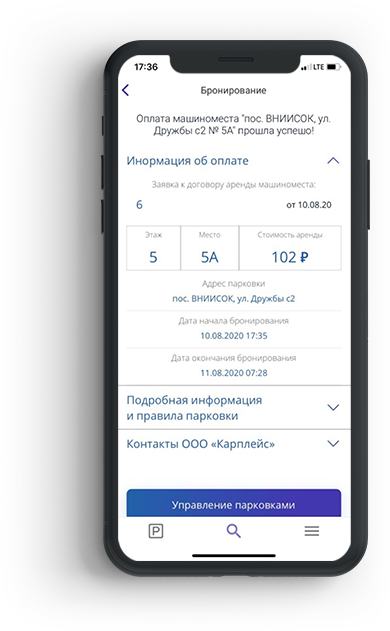 17:36
LTE
Бронирование
Оплата машиноместа "пос. ВНИИСОК, ул.
Дружбы с2 № 5А" прошла успешо!
Инормация об оплате
Заявка к договору аренды машиноместа:
6 от 10.08.20
Этаж Место Стоимость аренды
5 5А 102 ₽
Адрес парковки
пос. ВНИИСОК, ул. Дружбы с2
Дата начала бронирования
10.08.2020 17:35
Дата окончания бронирования
11.08.2020 07:28
Подробная информация
и правила парковки
Контакты ООО «Карплейс»
Управление парковками
P